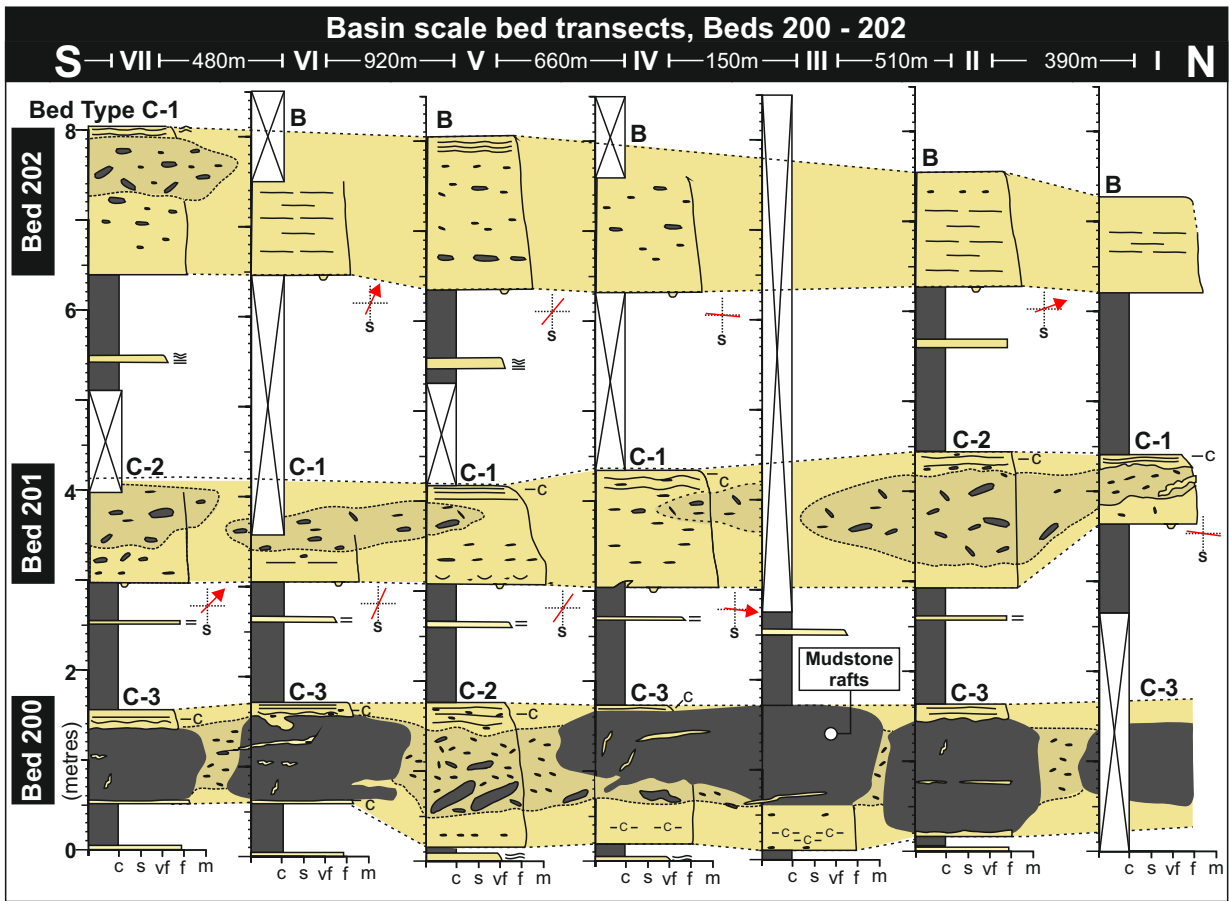 Basin scale bed transects, Beds 200 - 202
S VII 480m VI 920m V 660m IV 150m III 510m II 390m I N
Bed Type C-1
B B B B B
8
Bed 202
6
s s s s
C-2 C-1 C-1 C-2 C-1
c c c c
4
Bed 201
s
s s s
2
Mudstone
rafts
C-3 C-3 C-2 C-3 C-3 C-3
c c c c c
Bed 200
(metres)
c
-c- -c-
-c-c-c-
0
c s vf f m c s vf f m c s vf f m c s vf f m c s vf f m c s vf f m c s vf f m